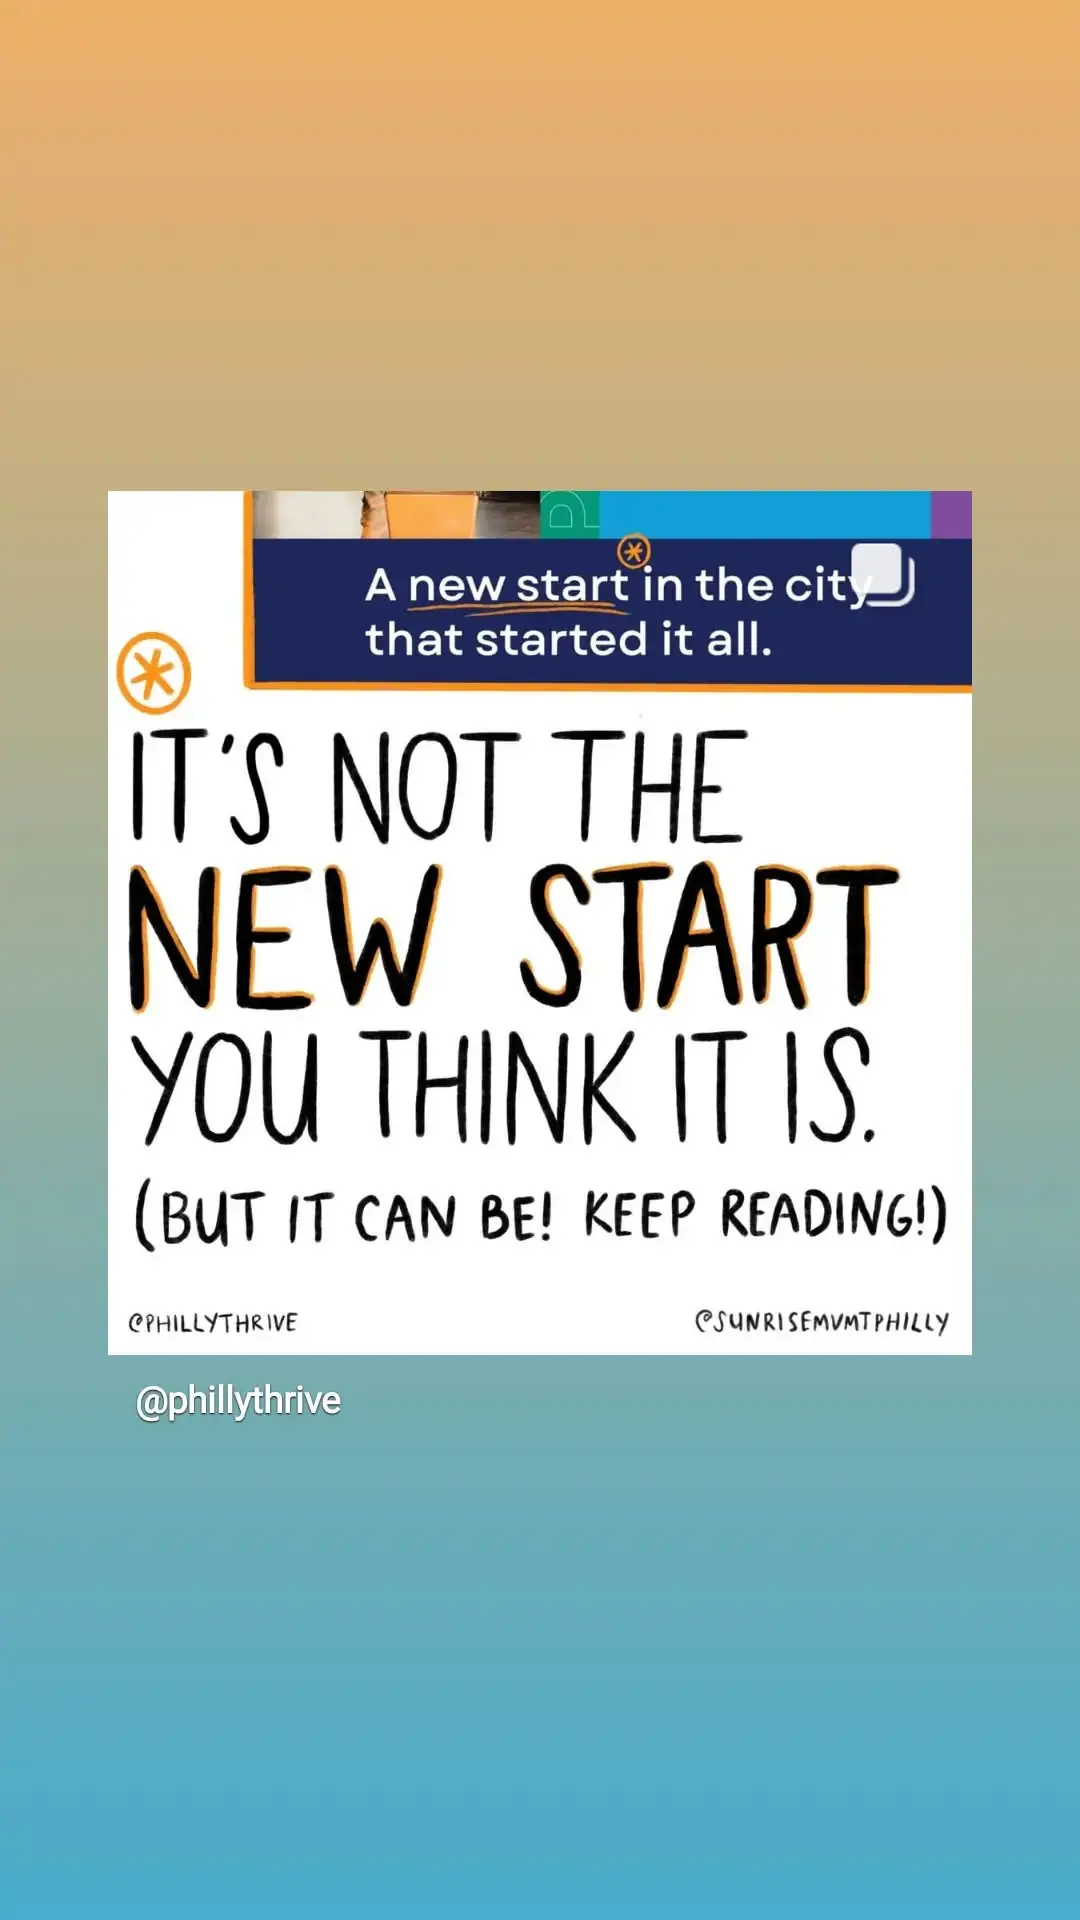 A new start* in the city
that started it all.
*
IT'S NOT THE
NEW START
YOU THINK IT IS.
(BUT IT CAN BE! KEEP READING!)
@PHILLYTHRIVE
@SUNRISEMVMTPHILLY
@phillythrive